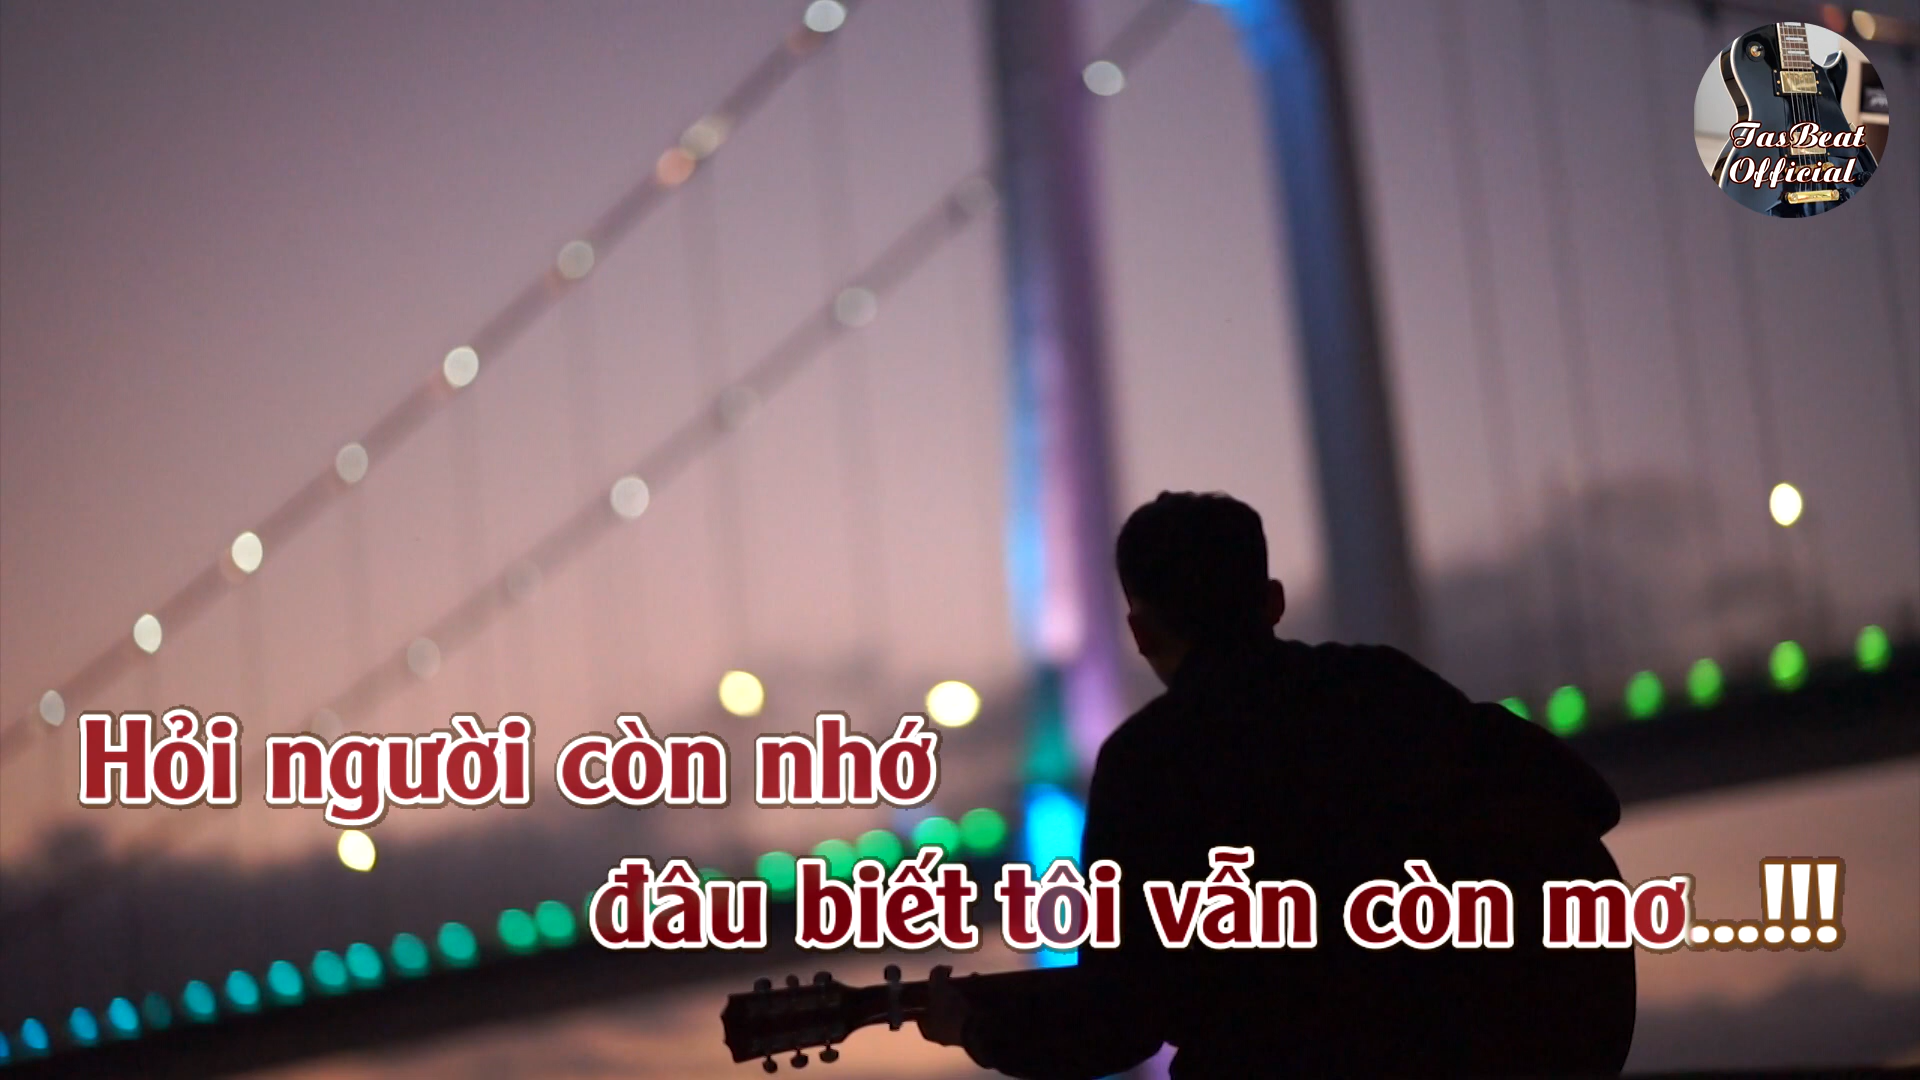 TasBeat
Official
Hỏi người còn nhớ
đâu biết tôi vẫn còn mơ...!!!